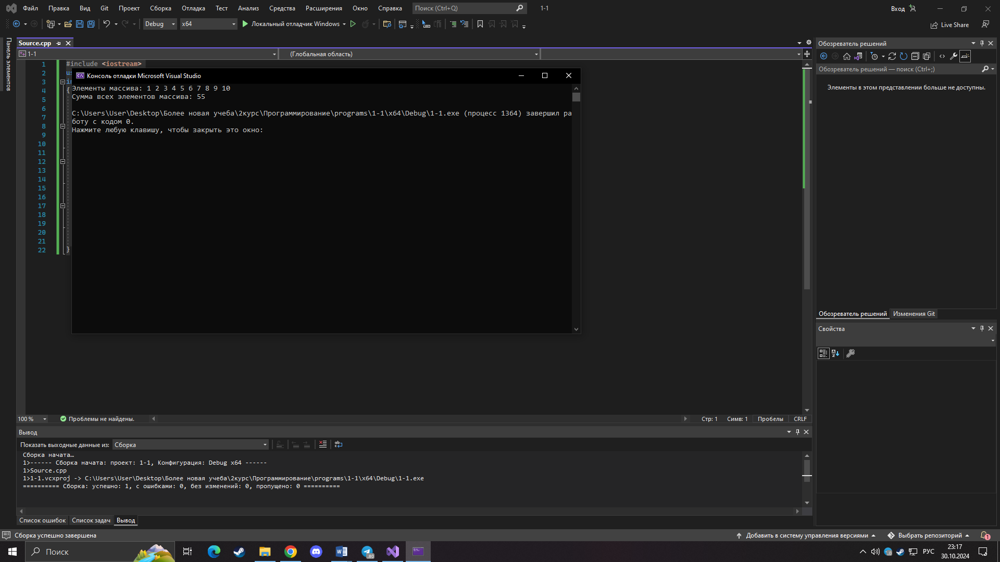 Файл Правка Вид Git Проект Сборка Отладка Тест Анализ Средства Расширения Окно Справка Поиск (Ctrl+Q) 1-1 Вход
Debug x64 Локальный отладчик Windows Live Share
Панель элементов
Source.cpp
1-1 (Глобальная область)
1 #include <iostream>
2
3
4 {
5
6
7
8
9
10
11
12
13
14
15
16
17
18
19
20
21
22 }
Консоль отладки Microsoft Visual Studio
Элементы массива: 1 2 3 4 5 6 7 8 9 10
Сумма всех элементов массива: 55
C:\Users\User\Desktop\Более новая учеба\2курс\Программирование\programs\1-1\x64\Debug\1-1.exe (процесс 1364) завершил ра
боту с кодом 0.
Нажмите любую клавишу, чтобы закрыть это окно:
Обозреватель решений
Обозреватель решений — поиск (Ctrl+;)
Элементы в этом представлении больше не доступны.
Обозреватель решений Изменения Git
Свойства
100 % Проблемы не найдены. Стр: 1 Симв: 1 Пробелы CRLF
Вывод
Показать выходные данные из: Сборка
Сборка начата…
1>------ Сборка начата: проект: 1-1, Конфигурация: Debug x64 ------
1>Source.cpp
1>1-1.vcxproj -> C:\Users\User\Desktop\Более новая учеба\2курс\Программирование\programs\1-1\x64\Debug\1-1.exe
========== Сборка: успешно: 1, с ошибками: 0, без изменений: 0, пропущено: 0 ==========
Список ошибок Список задач Вывод
Сборка успешно завершена Добавить в систему управления версиями Выбрать репозиторий 1
Поиск .80 РУС 23:17
30.10.2024